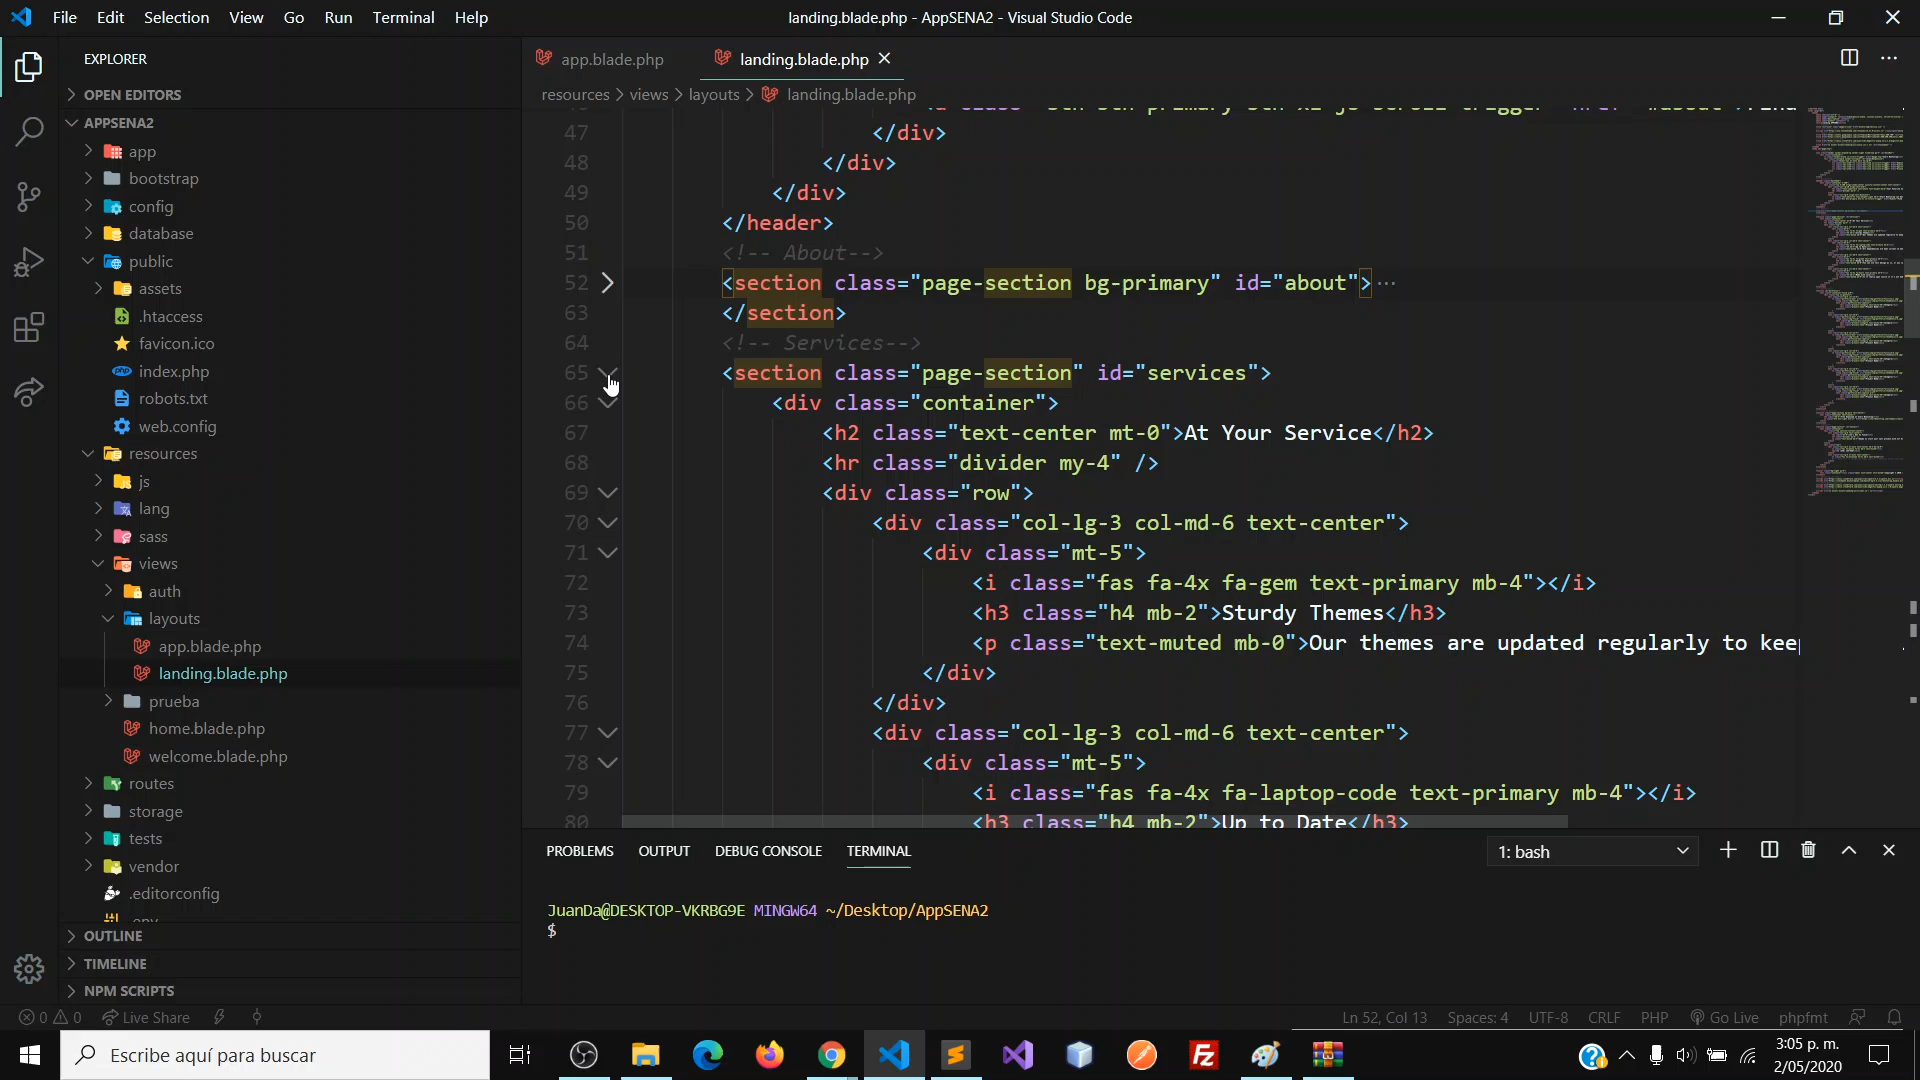 File Edit Selection View Go Run Terminal Help
landing.blade.php - AppSENA2 - Visual Studio Code
EXPLORER
OPEN EDITORS
APPSENA2
app
bootstrap
config
database
public
assets
.htaccess
favicon.ico
index.php
robots.txt
web.config
resources
js
lang
sass
views
auth
layouts
app.blade.php
landing.blade.php
prueba
home.blade.php
welcome.blade.php
routes
storage
tests
vendor
.editorconfig
.env
OUTLINE
TIMELINE
NPM SCRIPTS
app.blade.php
landing.blade.php
resources > views > layouts > landing.blade.php
47 </div>
48 </div>
49 </div>
50 </header>
51 <!-- About-->
52 <section class="page-section bg-primary" id="about">···
63 </section>
64 <!-- Services-->
65 <section class="page-section" id="services">
66 <div class="container">
67 <h2 class="text-center mt-0">At Your Service</h2>
68 <hr class="divider my-4" />
69 <div class="row">
70 <div class="col-lg-3 col-md-6 text-center">
71 <div class="mt-5">
72 <i class="fas fa-4x fa-gem text-primary mb-4"></i>
73 <h3 class="h4 mb-2">Sturdy Themes</h3>
74 <p class="text-muted mb-0">Our themes are updated regularly to keep
75 </div>
76 </div>
77 <div class="col-lg-3 col-md-6 text-center">
78 <div class="mt-5">
79 <i class="fas fa-4x fa-laptop-code text-primary mb-4"></i>
80 <h3 class="h4 mb-2">Up to Date</h3>
PROBLEMS OUTPUT DEBUG CONSOLE TERMINAL
1: bash
JuanDa@DESKTOP-VKRBG9E MINGW64 ~/Desktop/AppSENA2
$
0 0 Live Share
Ln 52, Col 13 Spaces: 4 UTF-8 CRLF PHP Go Live phpfmt
Escribe aquí para buscar
3:05 p. m.
2/05/2020